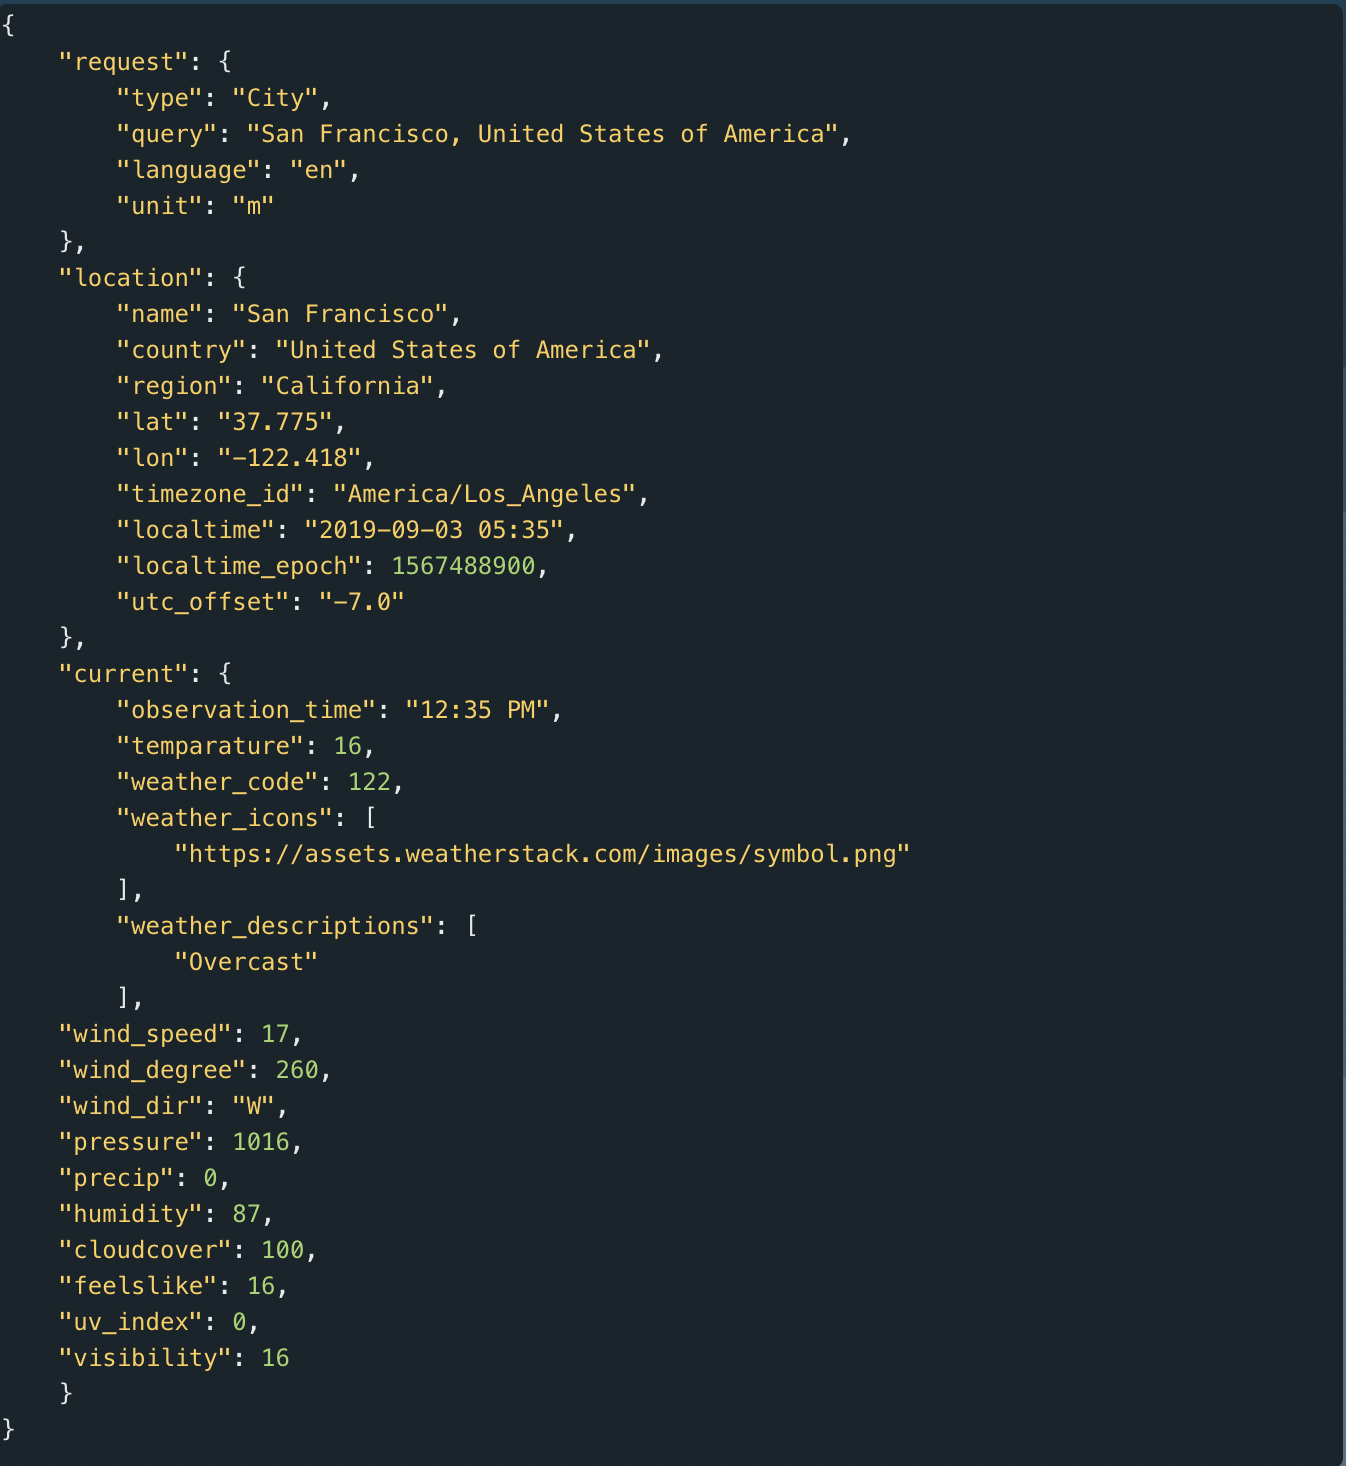 {
    "request": {
        "type": "City",
        "query": "San Francisco, United States of America",
        "language": "en",
        "unit": "m"
    },
    "location": {
        "name": "San Francisco",
        "country": "United States of America",
        "region": "California",
        "lat": "37.775",
        "lon": "-122.418",
        "timezone_id": "America/Los_Angeles",
        "localtime": "2019-09-03 05:35",
        "localtime_epoch": 1567488900,
        "utc_offset": "-7.0"
    },
    "current": {
        "observation_time": "12:35 PM",
        "temparature": 16,
        "weather_code": 122,
        "weather_icons": [
            "https://assets.weatherstack.com/images/symbol.png"
        ],
        "weather_descriptions": [
            "Overcast"
        ],
    "wind_speed": 17,
    "wind_degree": 260,
    "wind_dir": "W",
    "pressure": 1016,
    "precip": 0,
    "humidity": 87,
    "cloudcover": 100,
    "feelslike": 16,
    "uv_index": 0,
    "visibility": 16
    }
}